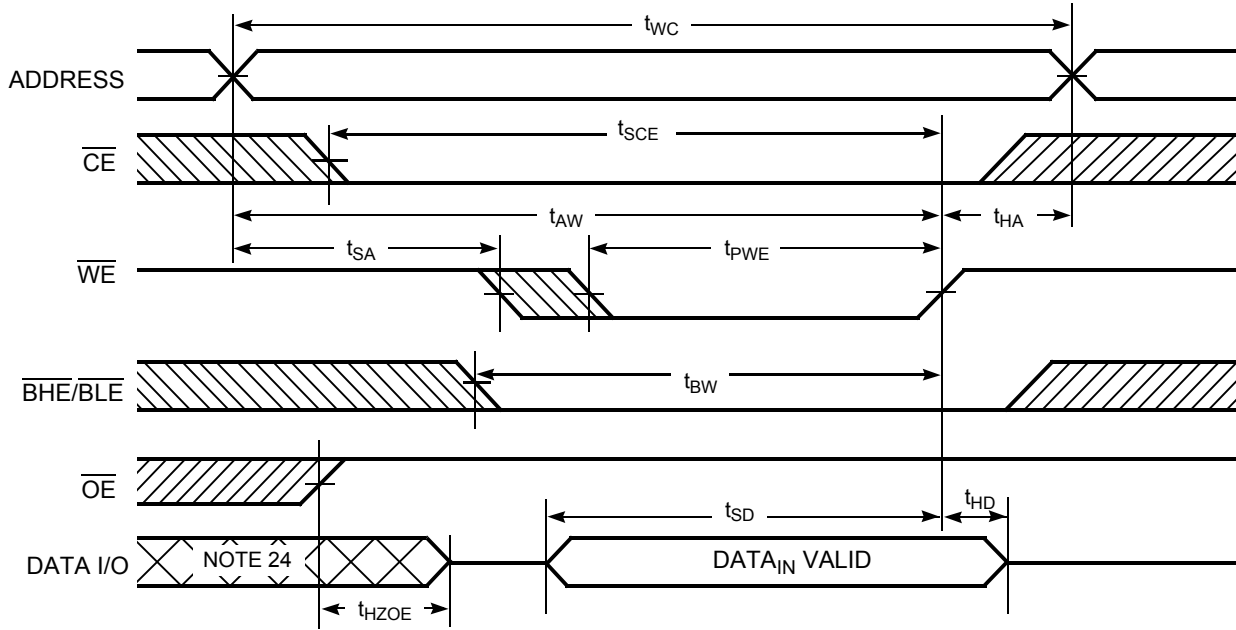 tWC
ADDRESS
tSCE
CE
tAW
tHA
tSA
tPWE
WE
BHE/BLE
tBW
OE
tSD
tHD
DATA I/O
NOTE 24
DATAIN VALID
tHZOE